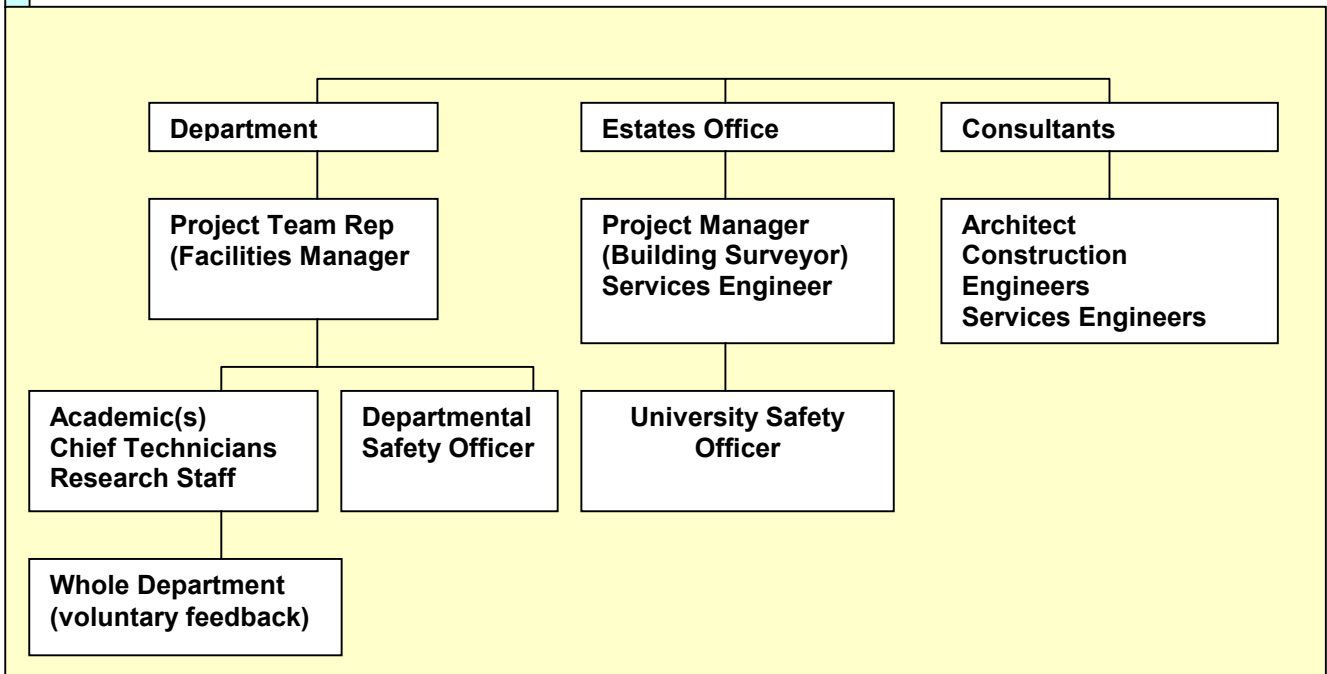 Department
Estates Office
Consultants
Project Team Rep
(Facilities Manager
Project Manager
(Building Surveyor)
Services Engineer
Architect
Construction
Engineers
Services Engineers
Academic(s)
Chief Technicians
Research Staff
Departmental
Safety Officer
University Safety
Officer
Whole Department
(voluntary feedback)